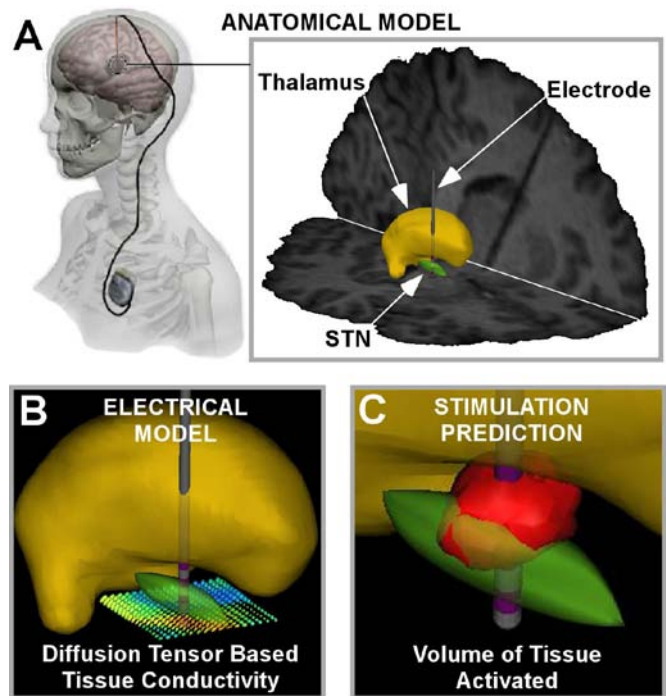 A
ANATOMICAL MODEL
Thalamus
Electrode
STN
B
ELECTRICAL
MODEL
Diffusion Tensor Based
Tissue Conductivity
C
STIMULATION
PREDICTION
Volume of Tissue
Activated